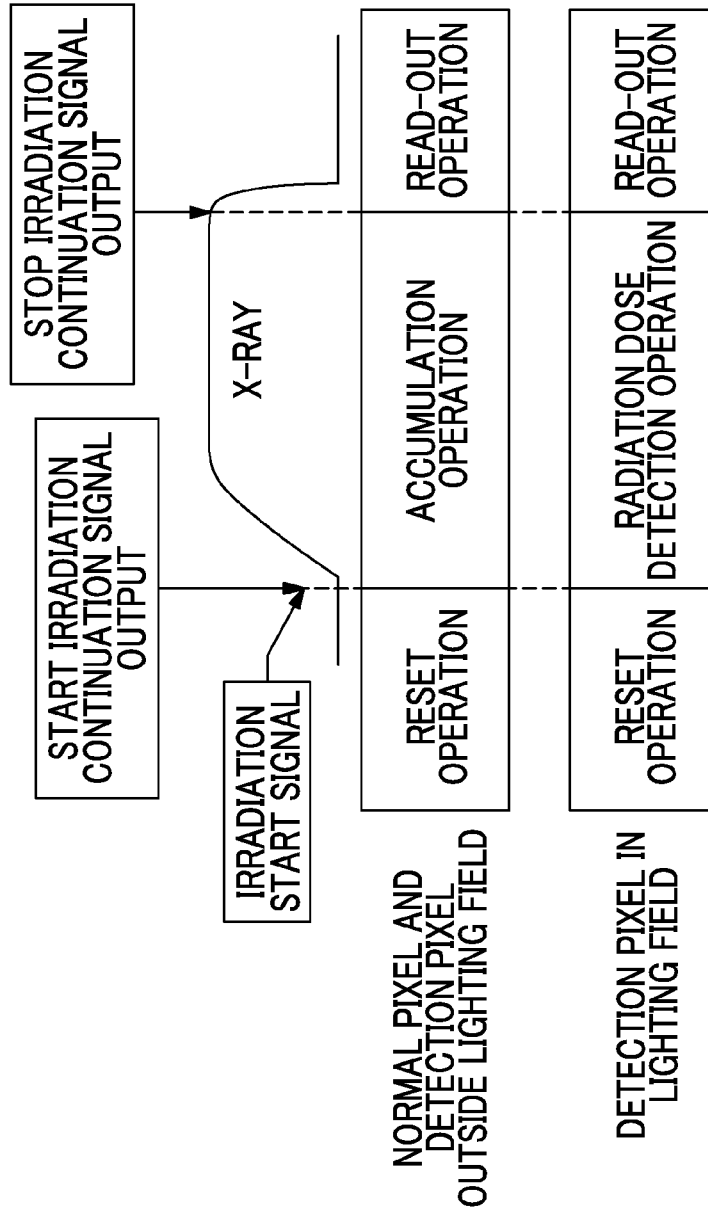 START IRRADIATION
CONTINUATION SIGNAL
OUTPUT
STOP IRRADIATION
CONTINUATION SIGNAL
OUTPUT
IRRADIATION
START SIGNAL
X-RAY
NORMAL PIXEL AND
DETECTION PIXEL
OUTSIDE LIGHTING FIELD
RESET
OPERATION
ACCUMULATION
OPERATION
READ-OUT
OPERATION
DETECTION PIXEL IN
LIGHTING FIELD
RESET
OPERATION
RADIATION DOSE
DETECTION OPERATION
READ-OUT
OPERATION